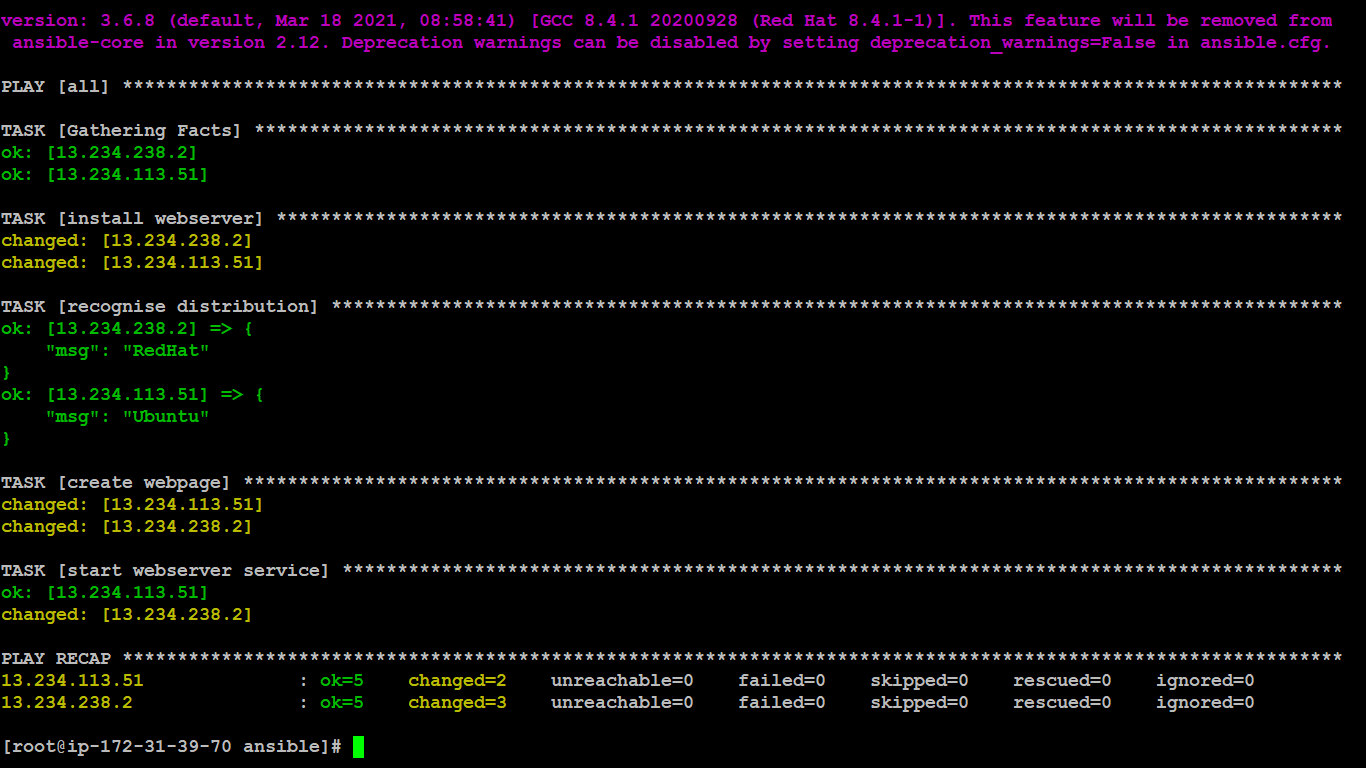 version: 3.6.8 (default, Mar 18 2021, 08:58:41) [GCC 8.4.1 20200928 (Red Hat 8.4.1-1)]. This feature will be removed from
ansible-core in version 2.12. Deprecation warnings can be disabled by setting deprecation_warnings=False in ansible.cfg.
PLAY [all] ***************************************************************************************************************
TASK [Gathering Facts] ***************************************************************************************************
ok: [13.234.238.2]
ok: [13.234.113.51]
TASK [install webserver] *************************************************************************************************
changed: [13.234.238.2]
changed: [13.234.113.51]
TASK [recognise distribution] ********************************************************************************************
ok: [13.234.238.2] => {
    "msg": "RedHat"
}
ok: [13.234.113.51] => {
    "msg": "Ubuntu"
}
TASK [create webpage] ****************************************************************************************************
changed: [13.234.113.51]
changed: [13.234.238.2]
TASK [start webserver service] *******************************************************************************************
ok: [13.234.113.51]
changed: [13.234.238.2]
PLAY RECAP ***************************************************************************************************************
13.234.113.51              : ok=5    changed=2    unreachable=0    failed=0    skipped=0    rescued=0    ignored=0
13.234.238.2               : ok=5    changed=3    unreachable=0    failed=0    skipped=0    rescued=0    ignored=0
[root@ip-172-31-39-70 ansible]#